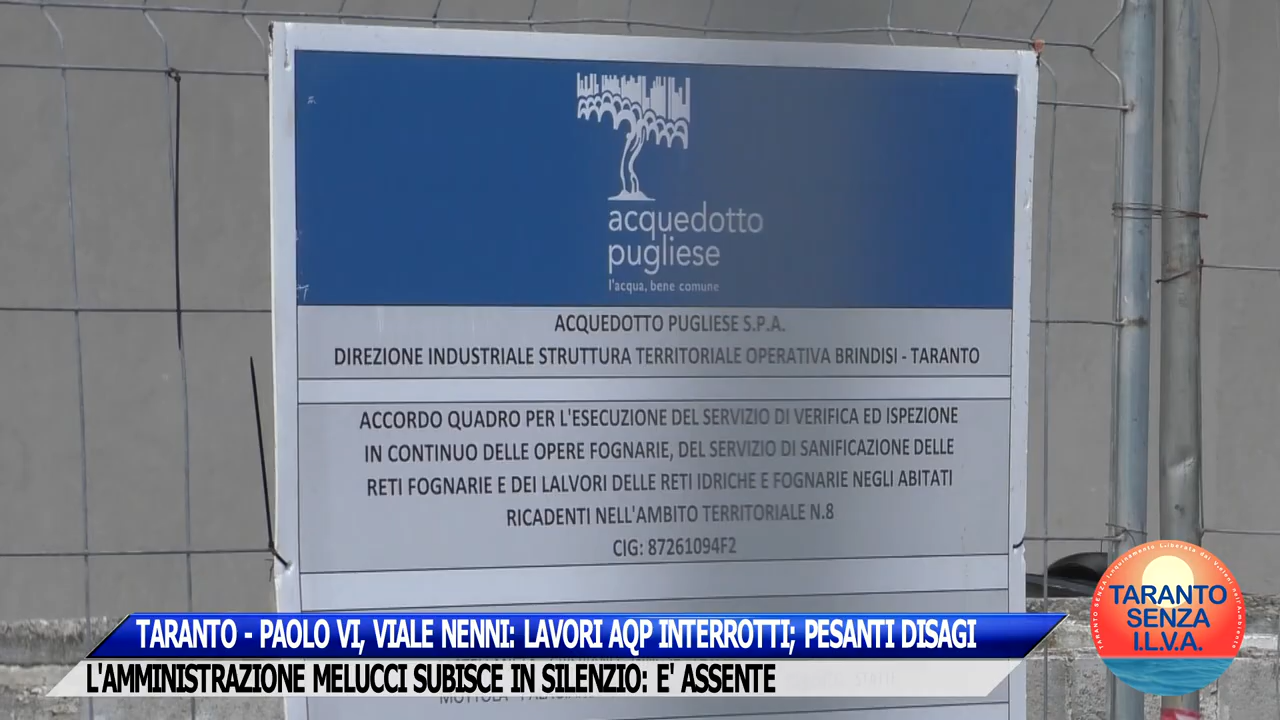 acquedotto
pugliese
l'acqua, bene comune
ACQUEDOTTO PUGLIESE S.P.A.
DIREZIONE INDUSTRIALE STRUTTURA TERRITORIALE OPERATIVA BRINDISI - TARANTO
ACCORDO QUADRO PER L'ESECUZIONE DEL SERVIZIO DI VERIFICA ED ISPEZIONE
IN CONTINUO DELLE OPERE FOGNARIE, DEL SERVIZIO DI SANIFICAZIONE DELLE
RETI FOGNARIE E DEI LALVORI DELLE RETI IDRICHE E FOGNARIE NEGLI ABITATI
RICADENTI NELL'AMBITO TERRITORIALE N.8
CIG: 87261094F2
TARANTO - PAOLO VI, VIALE NENNI: LAVORI AQP INTERROTTI; PESANTI DISAGI
L'AMMINISTRAZIONE MELUCCI SUBISCE IN SILENZIO: E' ASSENTE
TARANTO
SENZA
I.L.V.A.